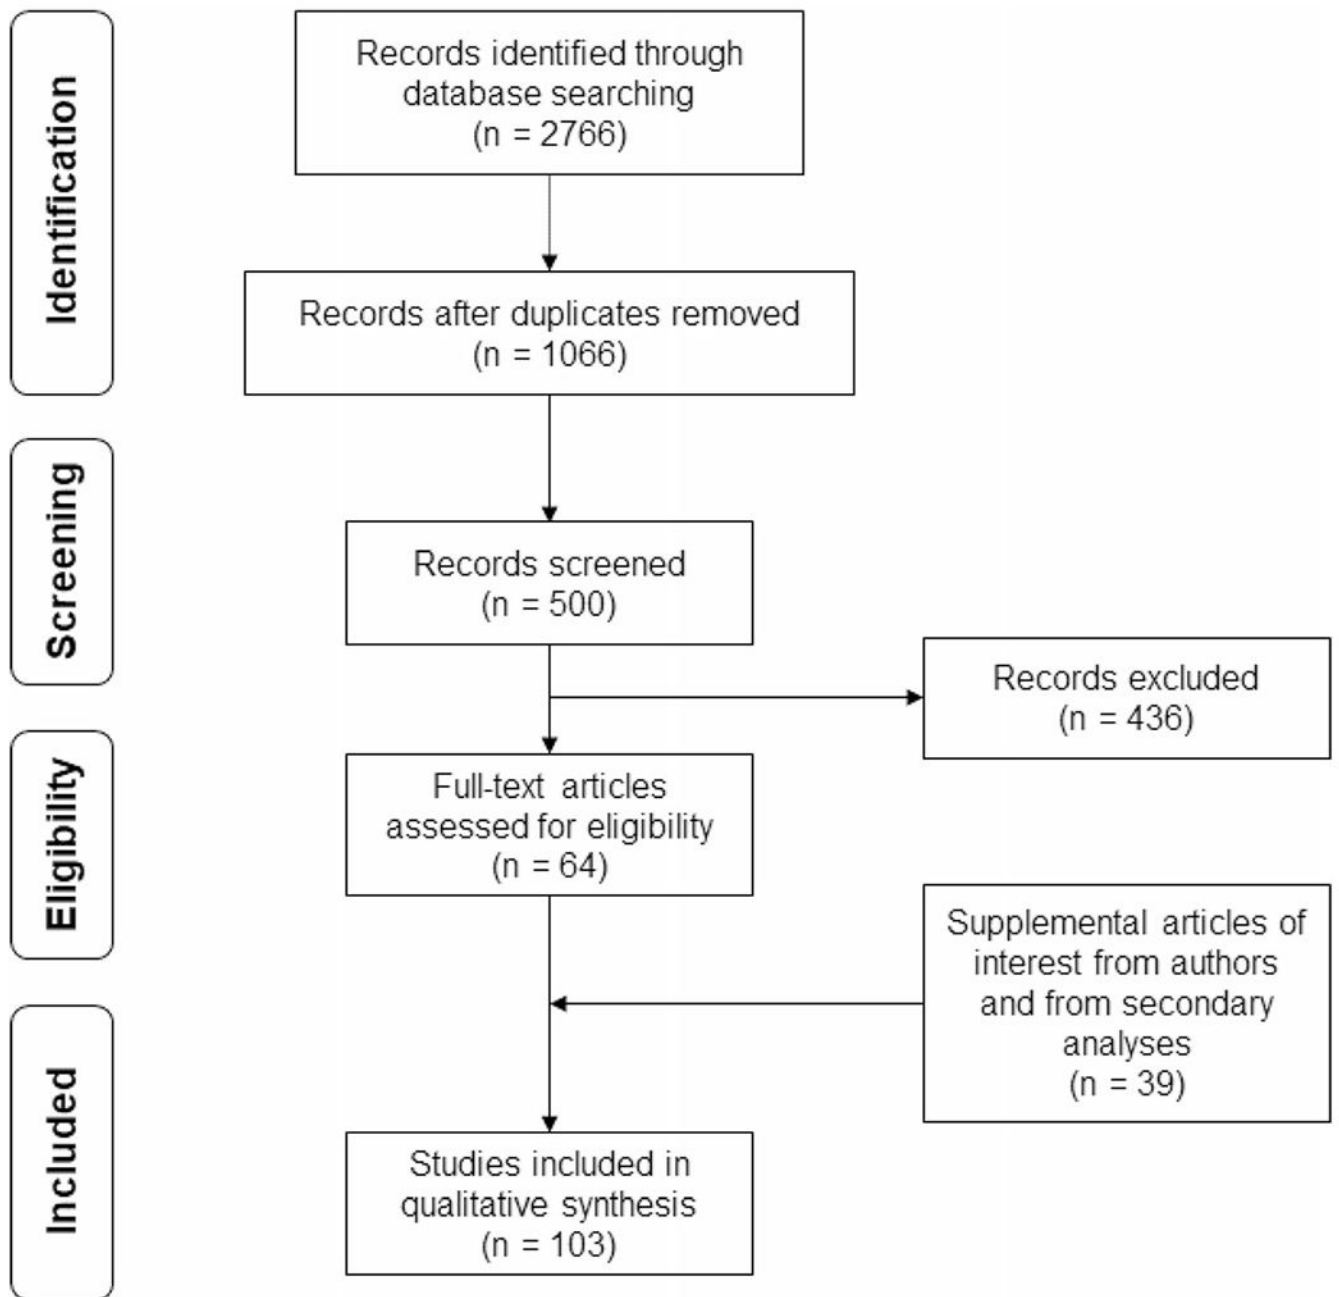 Identification
Records identified through
database searching
(n = 2766)
Records after duplicates removed
(n = 1066)
Screening
Records screened
(n = 500)
Records excluded
(n = 436)
Eligibility
Full-text articles
assessed for eligibility
(n = 64)
Supplemental articles of
interest from authors
and from secondary
analyses
(n = 39)
Included
Studies included in
qualitative synthesis
(n = 103)